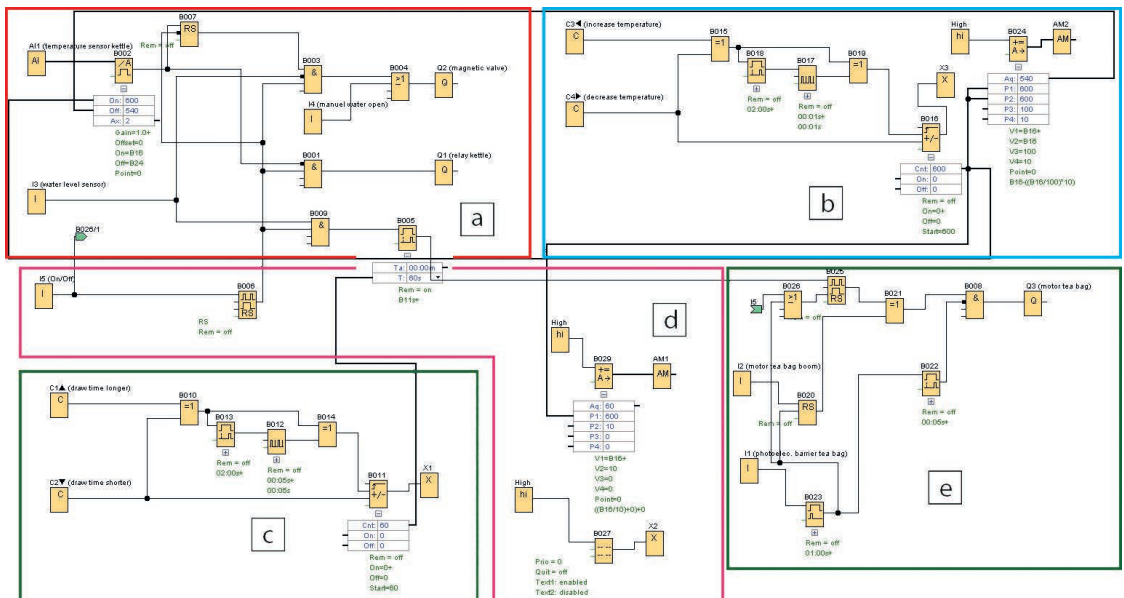 B007
RS
Rem = off
AI1 (temperature sensor kettle)
AI
B002
/A
On: 600
Off: 540
Ax: 2
Gain=1.0+
Offset=0
On=B16
Off=B24
Point=0
B003
&
B004
≥1
Q2 (magnetic valve)
Q
I4 (manuel water open)
I
B001
&
Q1 (relay kettle)
Q
I3 (water level sensor)
I
B009
&
B005
a
B026/1
Ta: 00:00m
T: 60s
Rem = on
B11s+
I5 (On/Off)
I
B006
RS
RS
Rem = off
C3◄ (increase temperature)
C
B015
=1
B018
Rem = off
02:00s+
B017
Rem = off
00:01s+
00:01s
B019
=1
C4► (decrease temperature)
C
X3
X
B016
+/-
Cnt: 600
On: 0
Off: 0
Rem = off
On=0+
Off=0
Start=600
High
hi
B024
+=
A→
AM2
AM
Aq: 540
P1: 600
P2: 600
P3: 100
P4: 10
V1=B16+
V2=B16
V3=100
V4=10
Point=0
B16-((B16/100)*10)
b
C1▲ (draw time longer)
C
B010
=1
B013
Rem = off
02:00s+
B012
Rem = off
00:05s+
00:05s
B014
=1
C2▼ (draw time shorter)
C
B011
+/-
X1
X
Cnt: 60
On: 0
Off: 0
Rem = off
On=0+
Off=0
Start=60
c
d
High
hi
B029
+=
A→
AM1
AM
Aq: 60
P1: 600
P2: 10
P3: 0
P4: 0
V1=B16+
V2=10
V3=0
V4=0
Point=0
((B16/10)+0)+0
High
hi
B027
X2
X
Prio = 0
Quit = off
Text1: enabled
Text2: disabled
I5
B026
≥1
B025
RS
B021
=1
B008
&
Q3 (motor tea bag)
Q
I2 (motor tea bag boom)
I
B020
RS
Rem = off
B022
Rem = off
00:05s+
I1 (photoelec. barrier tea bag)
I
B023
Rem = off
01:00s+
e